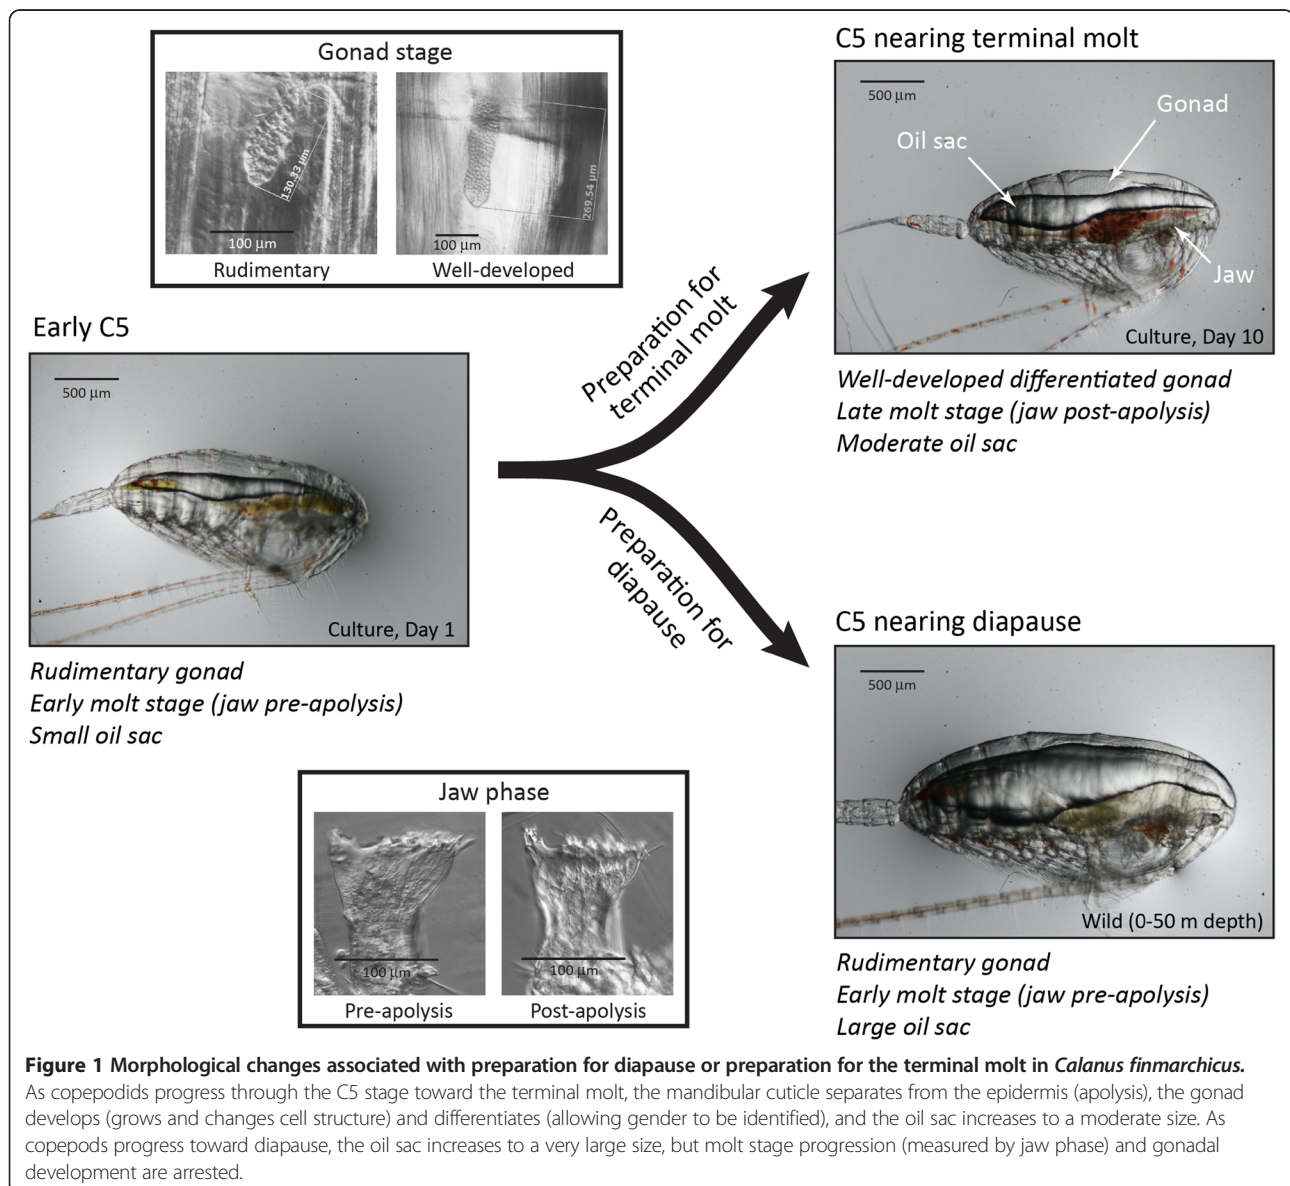 Gonad stage
130.33 µm
100 µm
Rudimentary
269.54 µm
100 µm
Well-developed
C5 nearing terminal molt
500 µm
Gonad
Oil sac
Jaw
Culture, Day 10
Well-developed differentiated gonad
Late molt stage (jaw post-apolysis)
Moderate oil sac
Early C5
500 µm
Culture, Day 1
Rudimentary gonad
Early molt stage (jaw pre-apolysis)
Small oil sac
Preparation for
terminal molt
Preparation for
diapause
C5 nearing diapause
500 µm
Wild (0-50 m depth)
Rudimentary gonad
Early molt stage (jaw pre-apolysis)
Large oil sac
Jaw phase
100 µm
Pre-apolysis
100 µm
Post-apolysis
Figure 1 Morphological changes associated with preparation for diapause or preparation for the terminal molt in Calanus finmarchicus.
As copepodids progress through the C5 stage toward the terminal molt, the mandibular cuticle separates from the epidermis (apolysis), the gonad
develops (grows and changes cell structure) and differentiates (allowing gender to be identified), and the oil sac increases to a moderate size. As
copepods progress toward diapause, the oil sac increases to a very large size, but molt stage progression (measured by jaw phase) and gonadal
development are arrested.